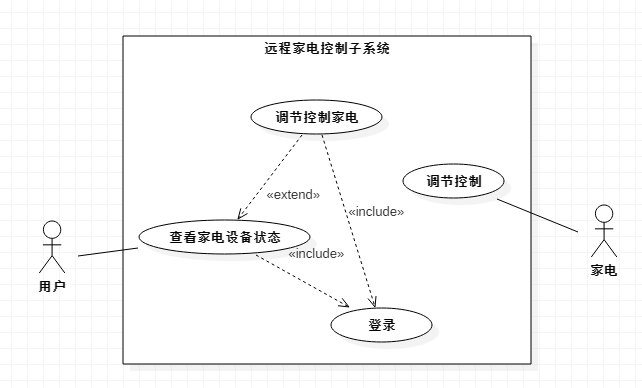 远程家电控制子系统
调节控制家电
调节控制
«extend»
«include»
查看家电设备状态
«include»
用户
家电
登录